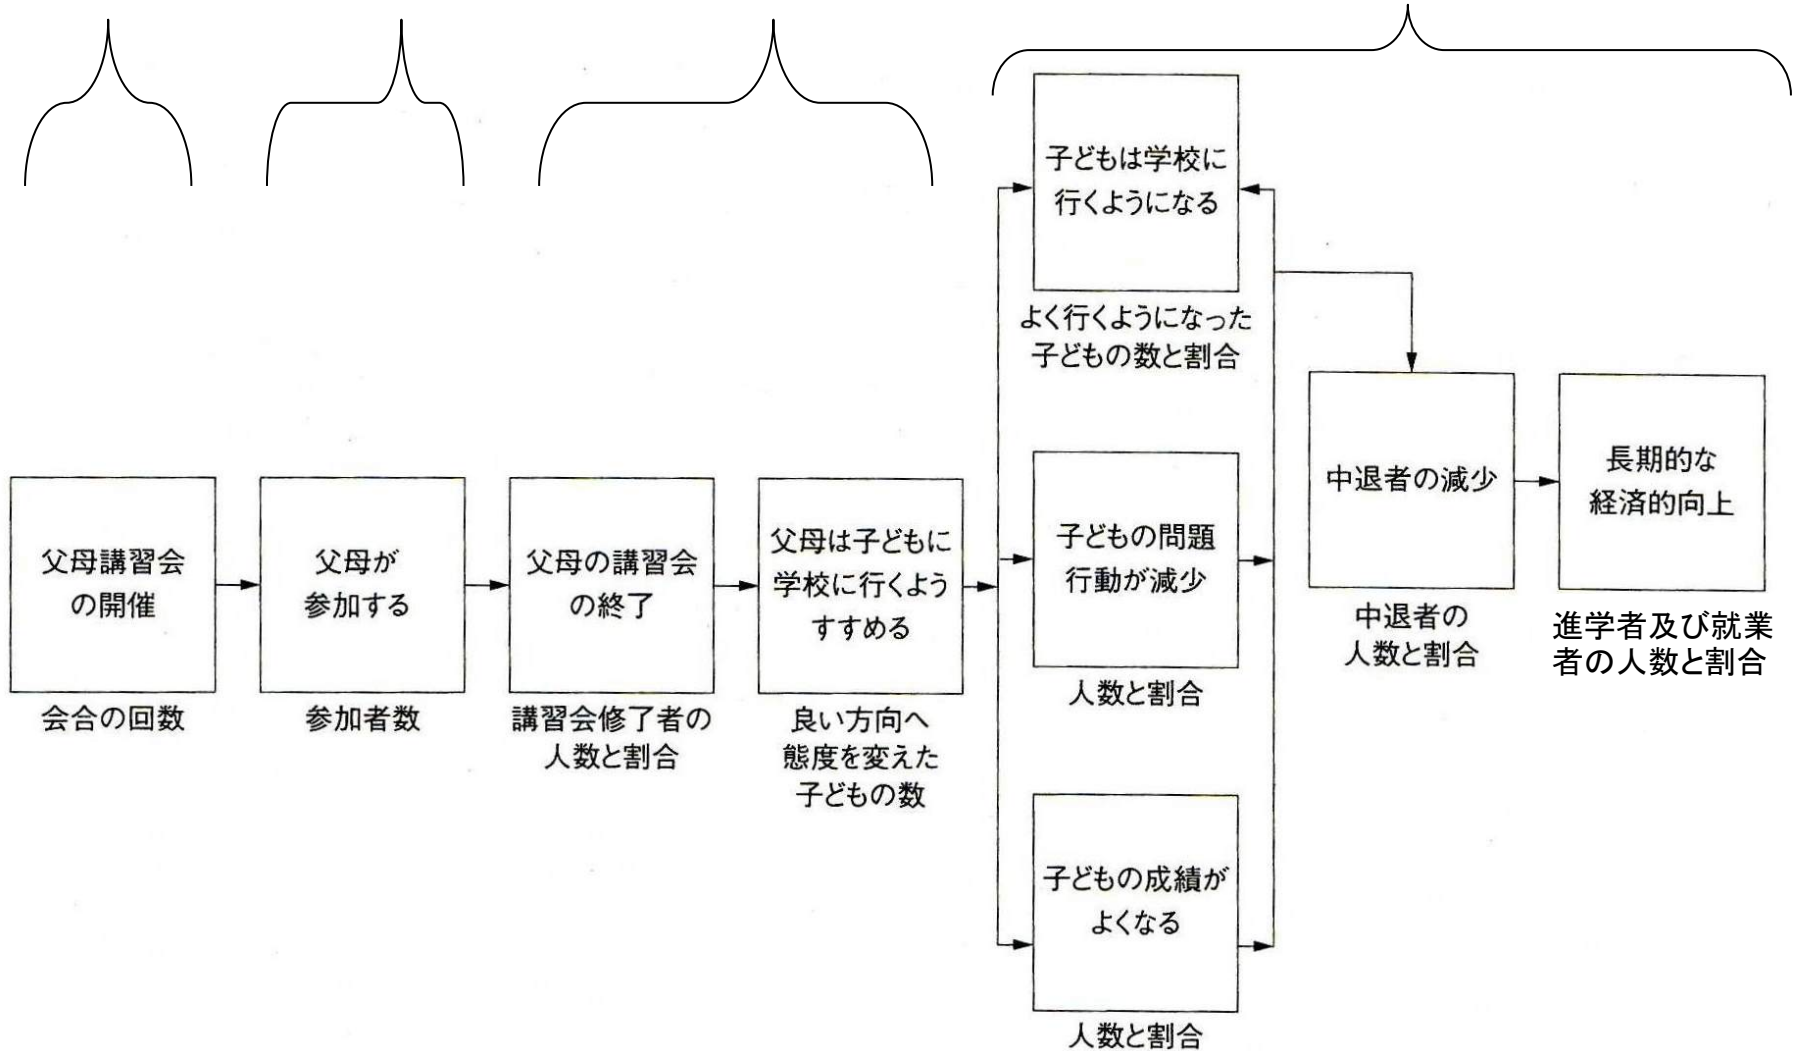 父母講習会
の開催
会合の回数
父母が
参加する
参加者数
父母の講習会
の終了
講習会修了者の
人数と割合
父母は子どもに
学校に行くよう
すすめる
良い方向へ
態度を変えた
子どもの数
子どもは学校に
行くようになる
よく行くようになった
子どもの数と割合
子どもの問題
行動が減少
人数と割合
子どもの成績が
よくなる
人数と割合
中退者の減少
中退者の
人数と割合
長期的な
経済的向上
進学者及び就業
者の人数と割合